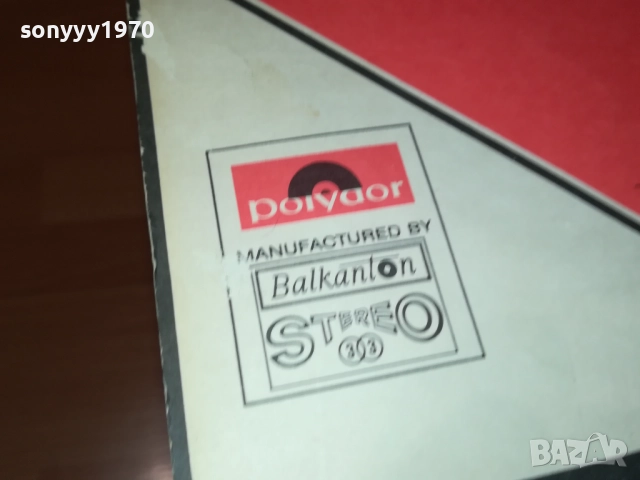 sonyyy1970
polydor
MANUFACTURED BY
Balkanton
STEREO
33
BAZAR